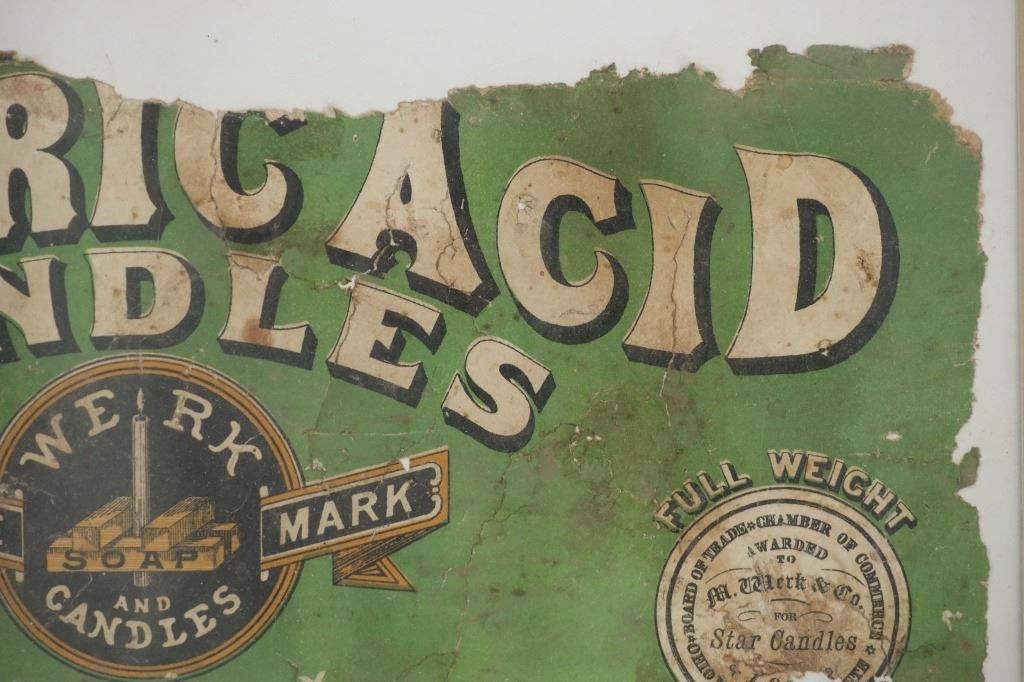 RIC ACID
NDLES
WERK
MARK
SOAP
AND
CANDLES
FULL WEIGHT
OHIO★BOARD OF TRADE★CHAMBER OF COMMERCE★
AWARDED
TO
M. Werk & Co.
FOR
Star Candles